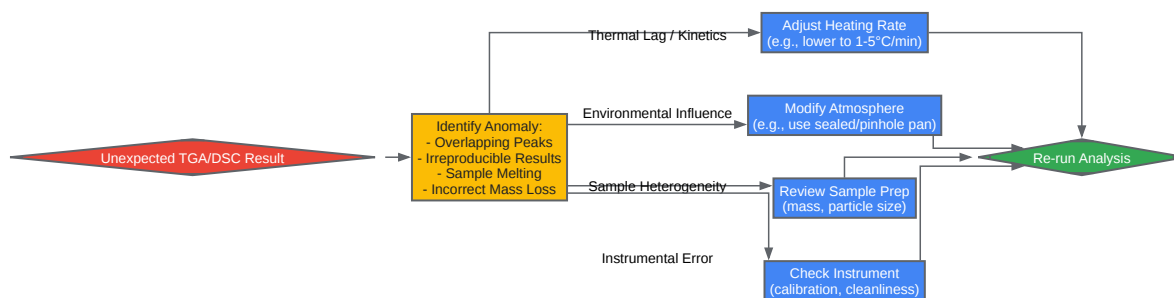 Unexpected TGA/DSC Result
Identify Anomaly:
- Overlapping Peaks
- Irreproducible Results
- Sample Melting
- Incorrect Mass Loss
Thermal Lag / Kinetics
Adjust Heating Rate
(e.g., lower to 1-5°C/min)
Environmental Influence
Modify Atmosphere
(e.g., use sealed/pinhole pan)
Sample Heterogeneity
Review Sample Prep
(mass, particle size)
Instrumental Error
Check Instrument
(calibration, cleanliness)
Re-run Analysis